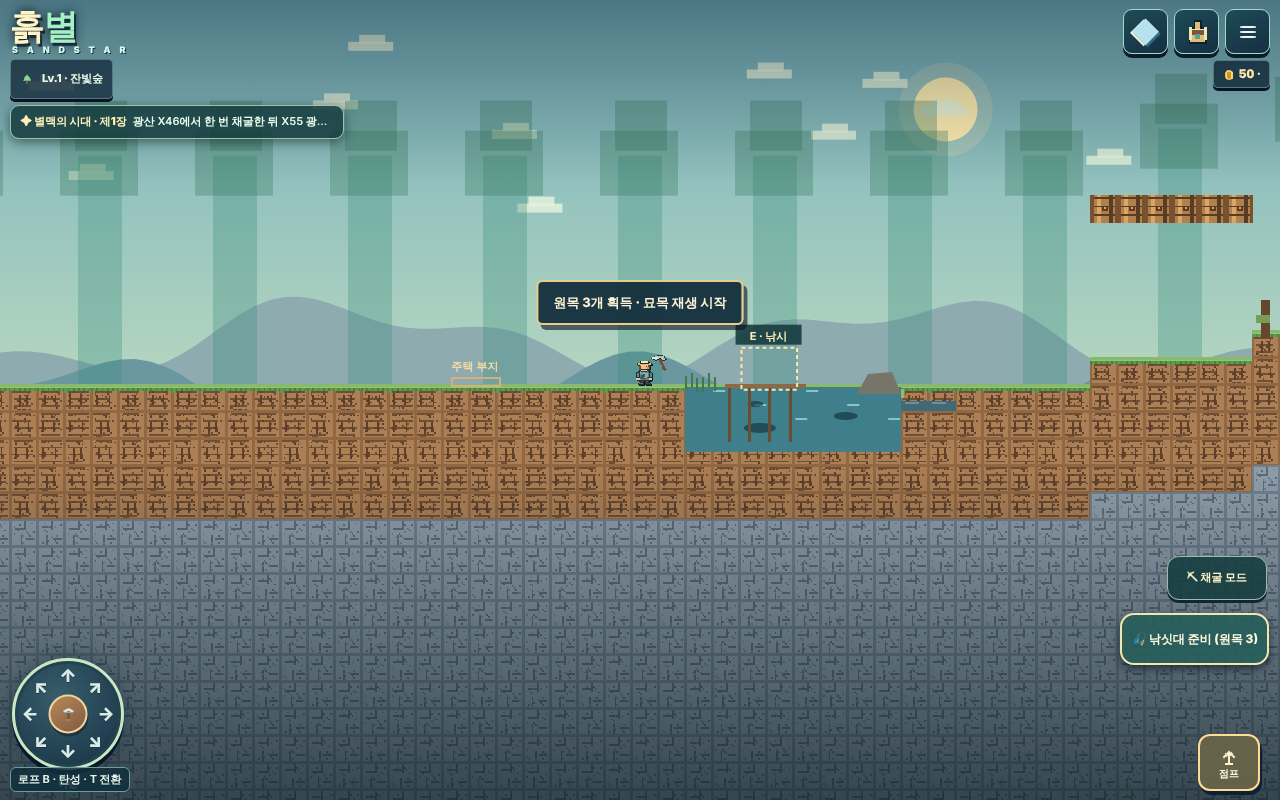 흙별
SANDSTAR
Lv.1 · 잔빛숲
별맥의 시대 · 제1장 광산 X46에서 한 번 채굴한 뒤 X55 광...
50 ·
원목 3개 획득 · 묘목 재생 시작
E · 낚시
주택 부지
채굴 모드
낚싯대 준비 (원목 3)
로프 B · 탄성 · T 전환
점프